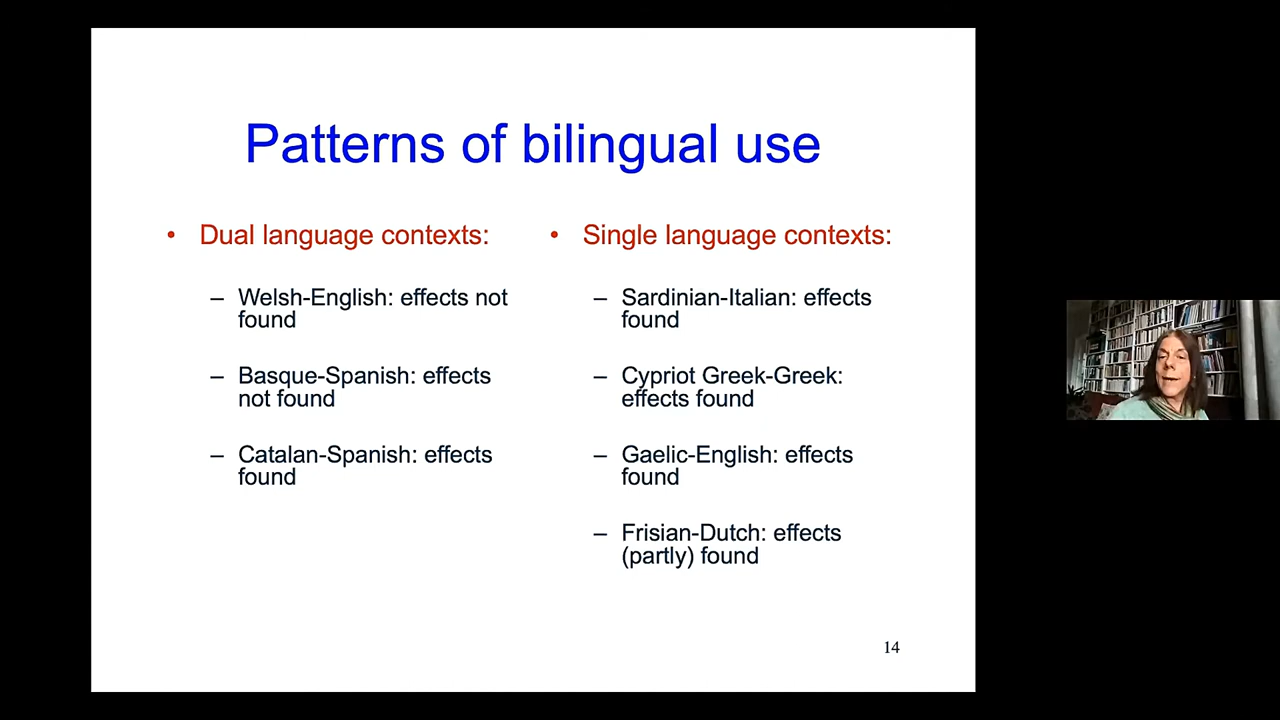 Patterns of bilingual use
• Dual language contexts:
– Welsh-English: effects not
found
– Basque-Spanish: effects
not found
– Catalan-Spanish: effects
found
• Single language contexts:
– Sardinian-Italian: effects
found
– Cypriot Greek-Greek:
effects found
– Gaelic-English: effects
found
– Frisian-Dutch: effects
(partly) found
14